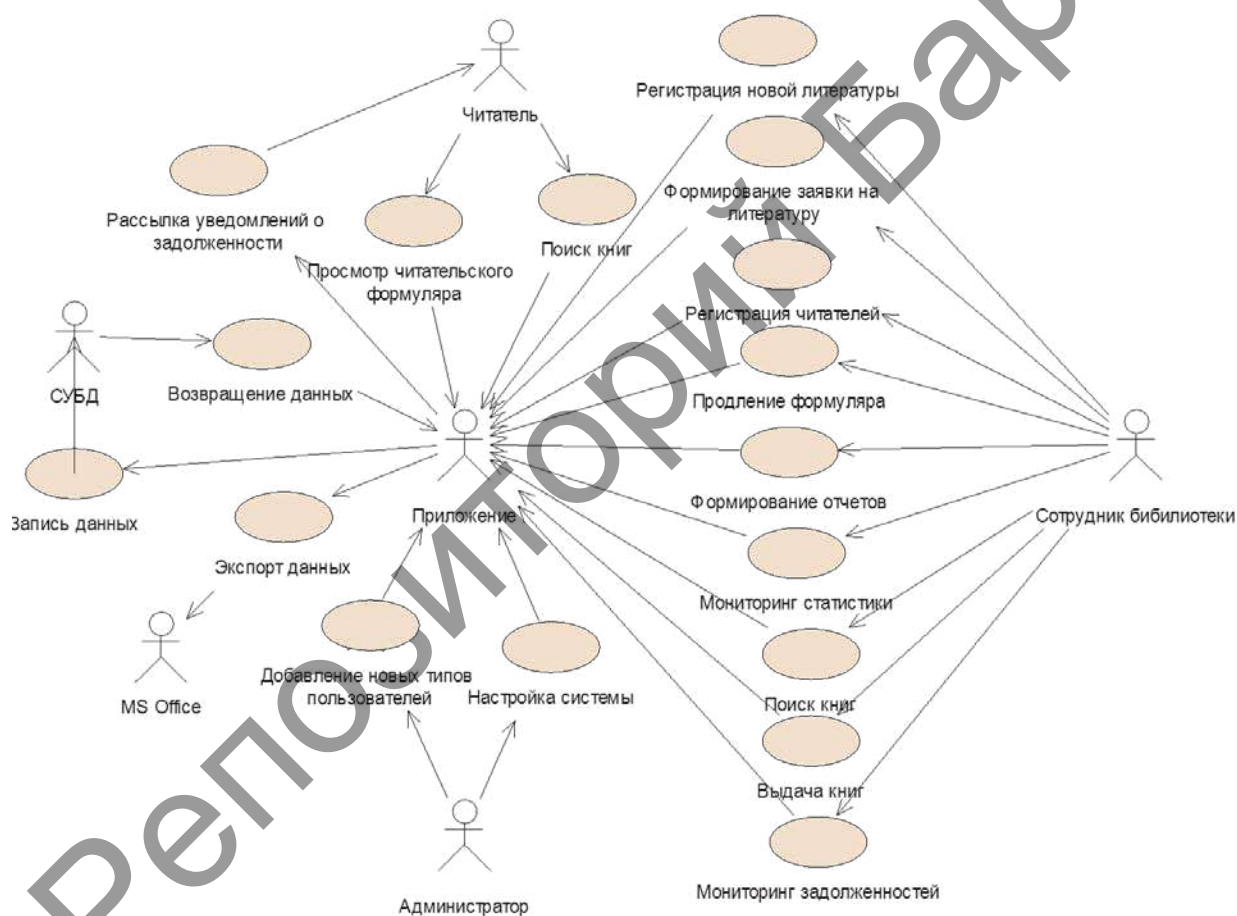 Читатель
Регистрация новой литературы
Рассылка уведомлений о
задолженности
Просмотр читательского
формуляра
Поиск книг
Формирование заявки на
литературу
Регистрация читателей
СУБД
Возвращение данных
Продление формуляра
Запись данных
Экспорт данных
Приложение
Формирование отчетов
Сотрудник бибилиотеки
MS Office
Добавление новых типов
пользователей
Настройка системы
Мониторинг статистики
Поиск книг
Выдача книг
Администратор
Мониторинг задолженностей
Репозиторий Бар